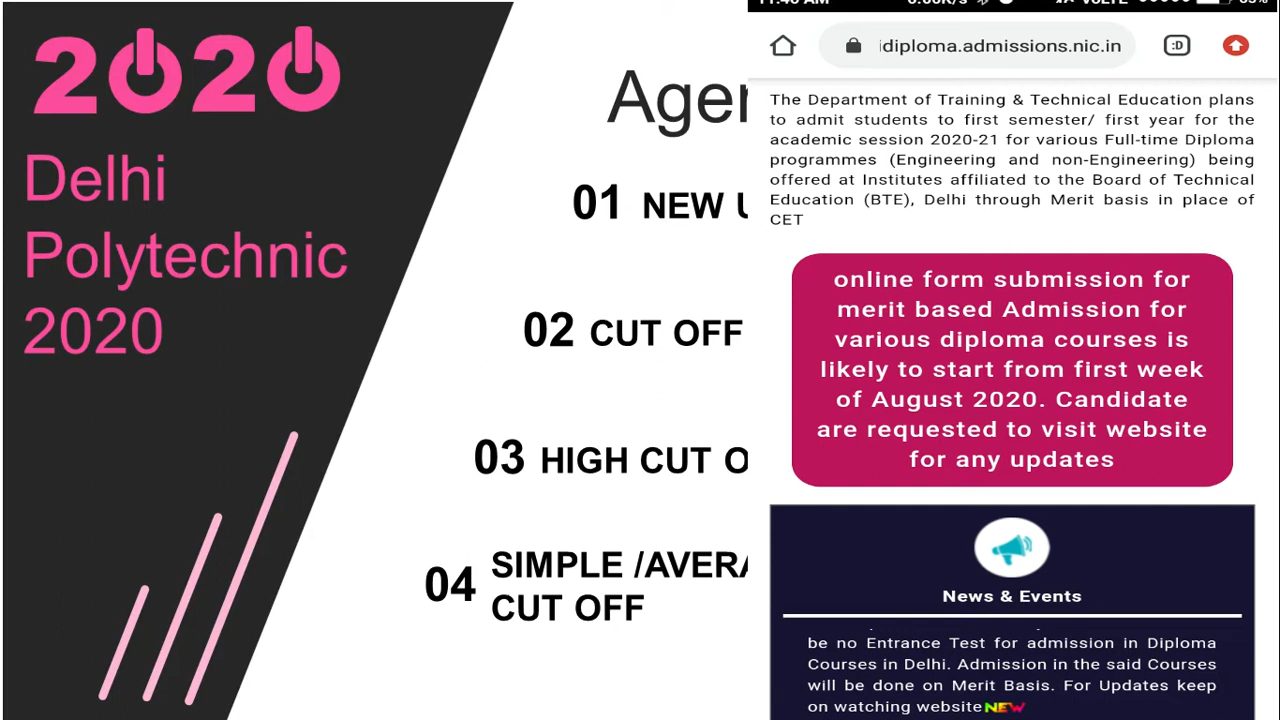 2020
Delhi
Polytechnic
2020
Agen
01 NEW U
02 CUT OFF
03 HIGH CUT O
04 SIMPLE /AVERA
CUT OFF
diploma.admissions.nic.in
:D
The Department of Training & Technical Education plans
to admit students to first semester/ first year for the
academic session 2020-21 for various Full-time Diploma
programmes (Engineering and non-Engineering) being
offered at Institutes affiliated to the Board of Technical
Education (BTE), Delhi through Merit basis in place of
CET
online form submission for
merit based Admission for
various diploma courses is
likely to start from first week
of August 2020. Candidate
are requested to visit website
for any updates
News & Events
be no Entrance Test for admission in Diploma
Courses in Delhi. Admission in the said Courses
will be done on Merit Basis. For Updates keep
on watching website NEW